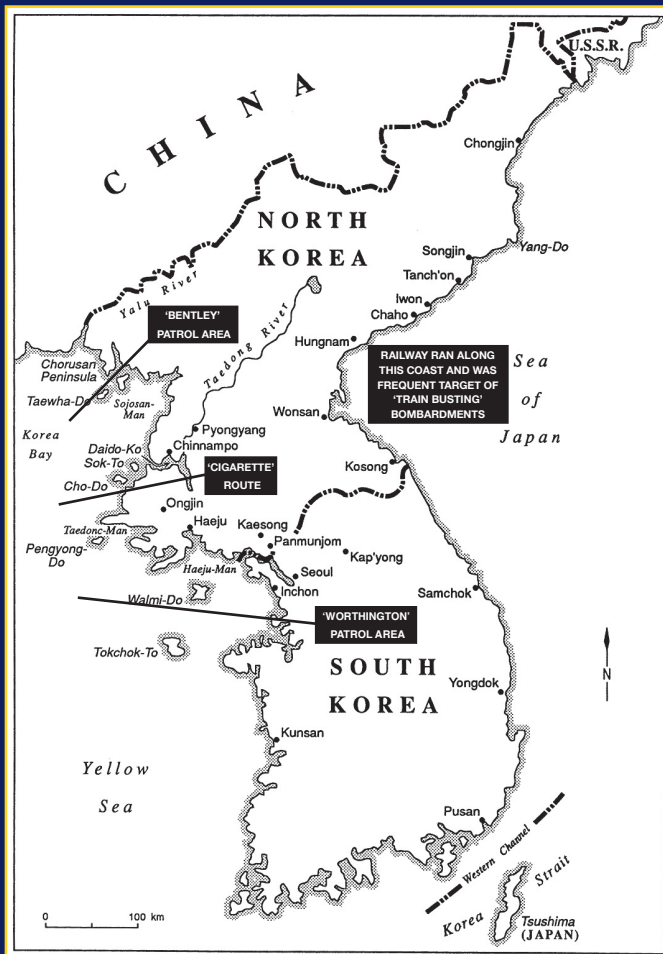 CHINA
U.S.S.R.
Chongjin
NORTH
KOREA
Songjin
Yang-Do
Tanch'on
Yalu River
Iwon
Chaho
'BENTLEY'
PATROL AREA
Taedong River
Hungnam
Chorusan
Peninsula
RAILWAY RAN ALONG
THIS COAST AND WAS
FREQUENT TARGET OF
'TRAIN BUSTING'
BOMBARDMENTS
Sea
of
Japan
Taewha-Do
Sojosan-
Man
Wonsan
Korea
Bay
Pyongyang
Daido-Ko
Chinnampo
Sok-To
Kosong
'CIGARETTE'
ROUTE
Cho-Do
Ongjin
Taedonc-Man
Haeju
Kaesong
Panmunjom
Pengyong-
Do
Kap'yong
Haeju-Man
Seoul
Inchon
Samchok
Walmi-Do
'WORTHINGTON'
PATROL AREA
Tokchok-To
SOUTH
KOREA
N
Yongdok
Kunsan
Yellow
Sea
Pusan
Western Channel
Korea Strait
0 100 km
Tsushima
(JAPAN)